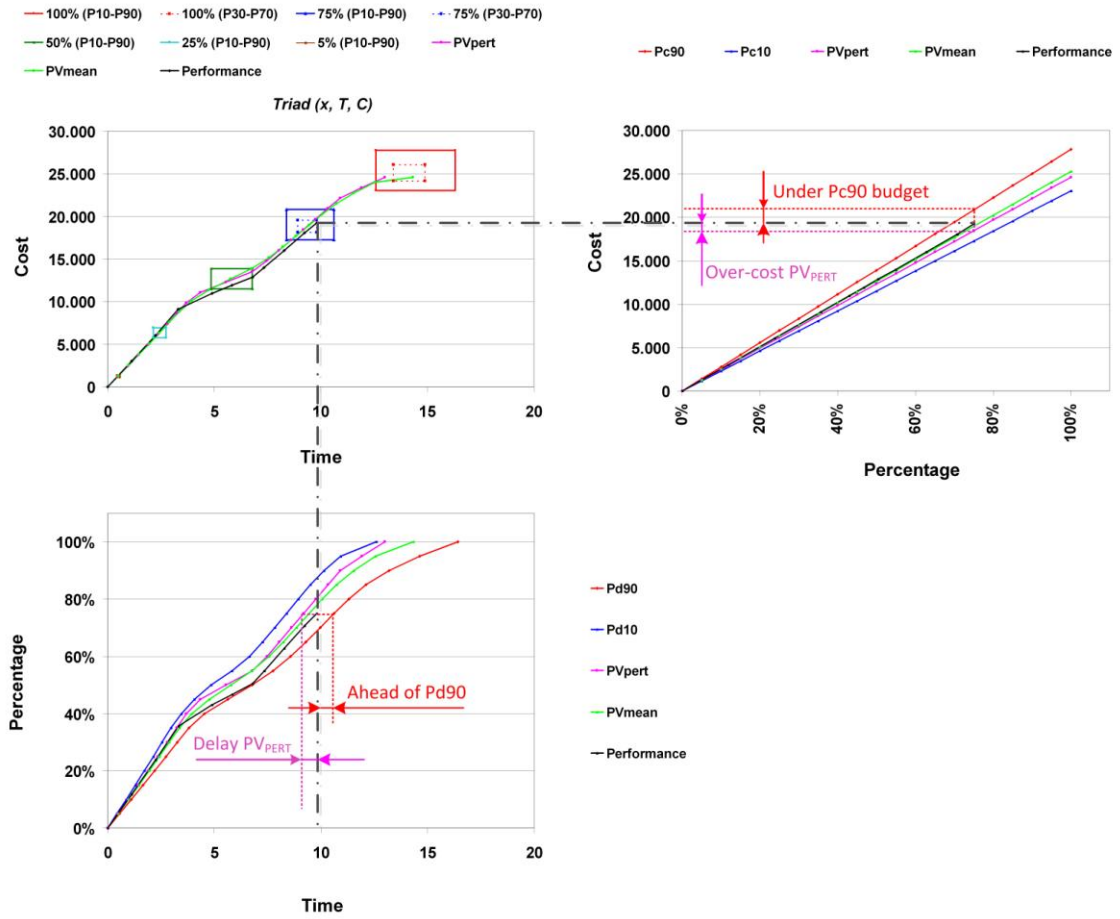 100% (P10-P90) 100% (P30-P70) 75% (P10-P90) 75% (P30-P70)
50% (P10-P90) 25% (P10-P90) 5% (P10-P90) PVpert
PVmean Performance
Triad (x, T, C)
30.000
25.000
20.000
15.000
10.000
5.000
0
Cost
0 5 10 15 20
Time
Pc90 Pc10 PVpert PVmean Performance
30.000
25.000
20.000
15.000
10.000
5.000
0
Cost
Under Pc90 budget
Over-cost PVPERT
0% 20% 40% 60% 80% 100%
Percentage
100%
80%
60%
40%
20%
0%
Percentage
Ahead of Pd90
Delay PVPERT
0 5 10 15 20
Time
Pd90
Pd10
PVpert
PVmean
Performance